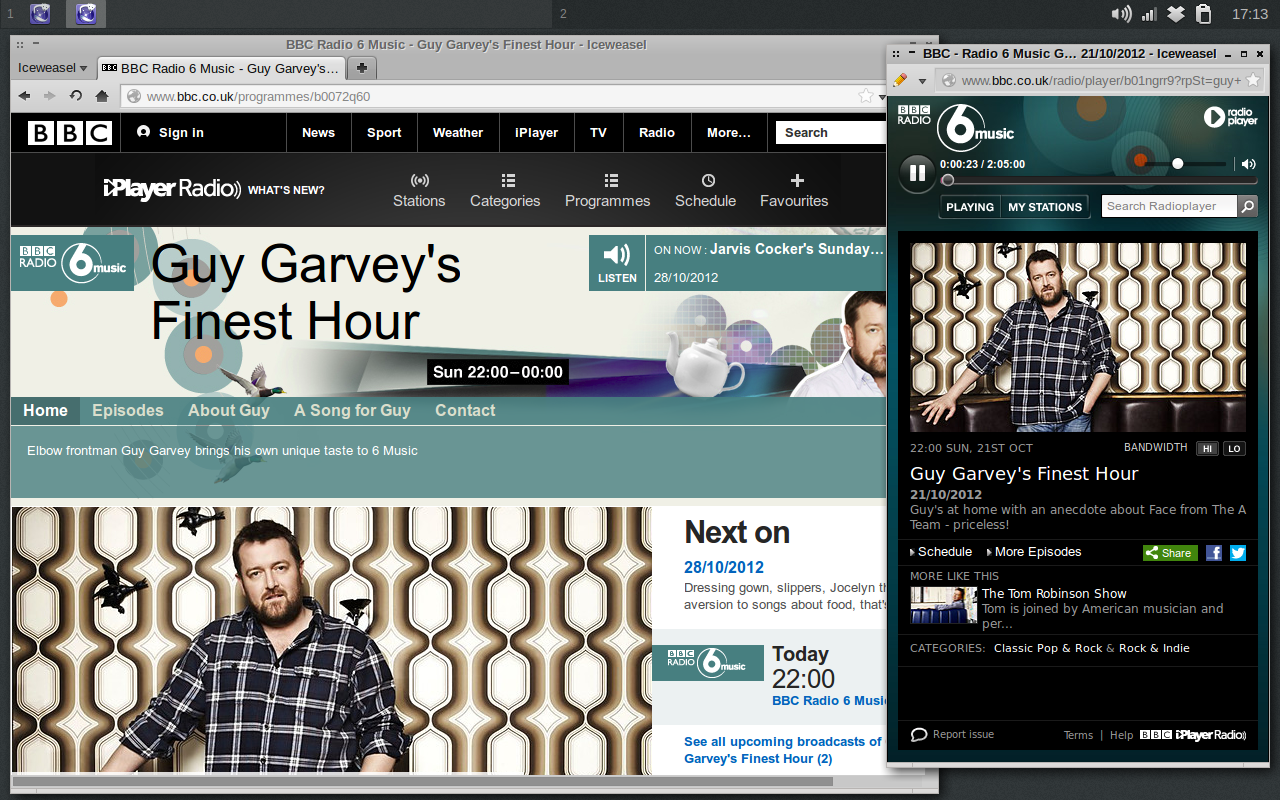 1
2
17:13
BBC Radio 6 Music - Guy Garvey's Finest Hour - Iceweasel
Iceweasel
BBC BBC Radio 6 Music - Guy Garvey's…
www.bbc.co.uk/programmes/b0072q60
BBC
Sign in
News
Sport
Weather
iPlayer
TV
Radio
More…
Search
iPlayer Radio
WHAT'S NEW?
Stations
Categories
Programmes
Schedule
Favourites
BBC
RADIO
6 music
Guy Garvey's
Finest Hour
LISTEN
ON NOW : Jarvis Cocker's Sunday…
28/10/2012
Sun 22:00–00:00
Home
Episodes
About Guy
A Song for Guy
Contact
Elbow frontman Guy Garvey brings his own unique taste to 6 Music
Next on
28/10/2012
Dressing gown, slippers, Jocelyn
aversion to songs about food,
BBC
RADIO
6 music
Today
22:00
BBC Radio 6
See all upcoming broadcasts of
Garvey's Finest Hour (2)
BBC - Radio 6 Music G… 21/10/2012 - Iceweasel
www.bbc.co.uk/radio/player/b01ngrr9?rpSt=guy+
BBC
RADIO
6 music
radio
player
0:00:23 / 2:05:00
PLAYING
MY STATIONS
Search Radioplayer
22:00 SUN, 21ST OCT
BANDWIDTH
HI
LO
Guy Garvey's Finest Hour
21/10/2012
Guy's at home with an anecdote about Face from The A
Team - priceless!
Schedule
More Episodes
Share
MORE LIKE THIS
The Tom Robinson Show
Tom is joined by American musician and
per...
CATEGORIES: Classic Pop & Rock & Rock & Indie
Report issue
Terms | Help
BBC iPlayer Radio